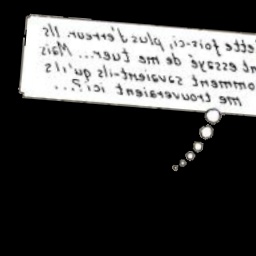 Cette fois-ci, plus d'erreur. Ils
ont essayé de me tuer... Mais
comment savaient-ils qu'ils
me trouveraient ici ?...